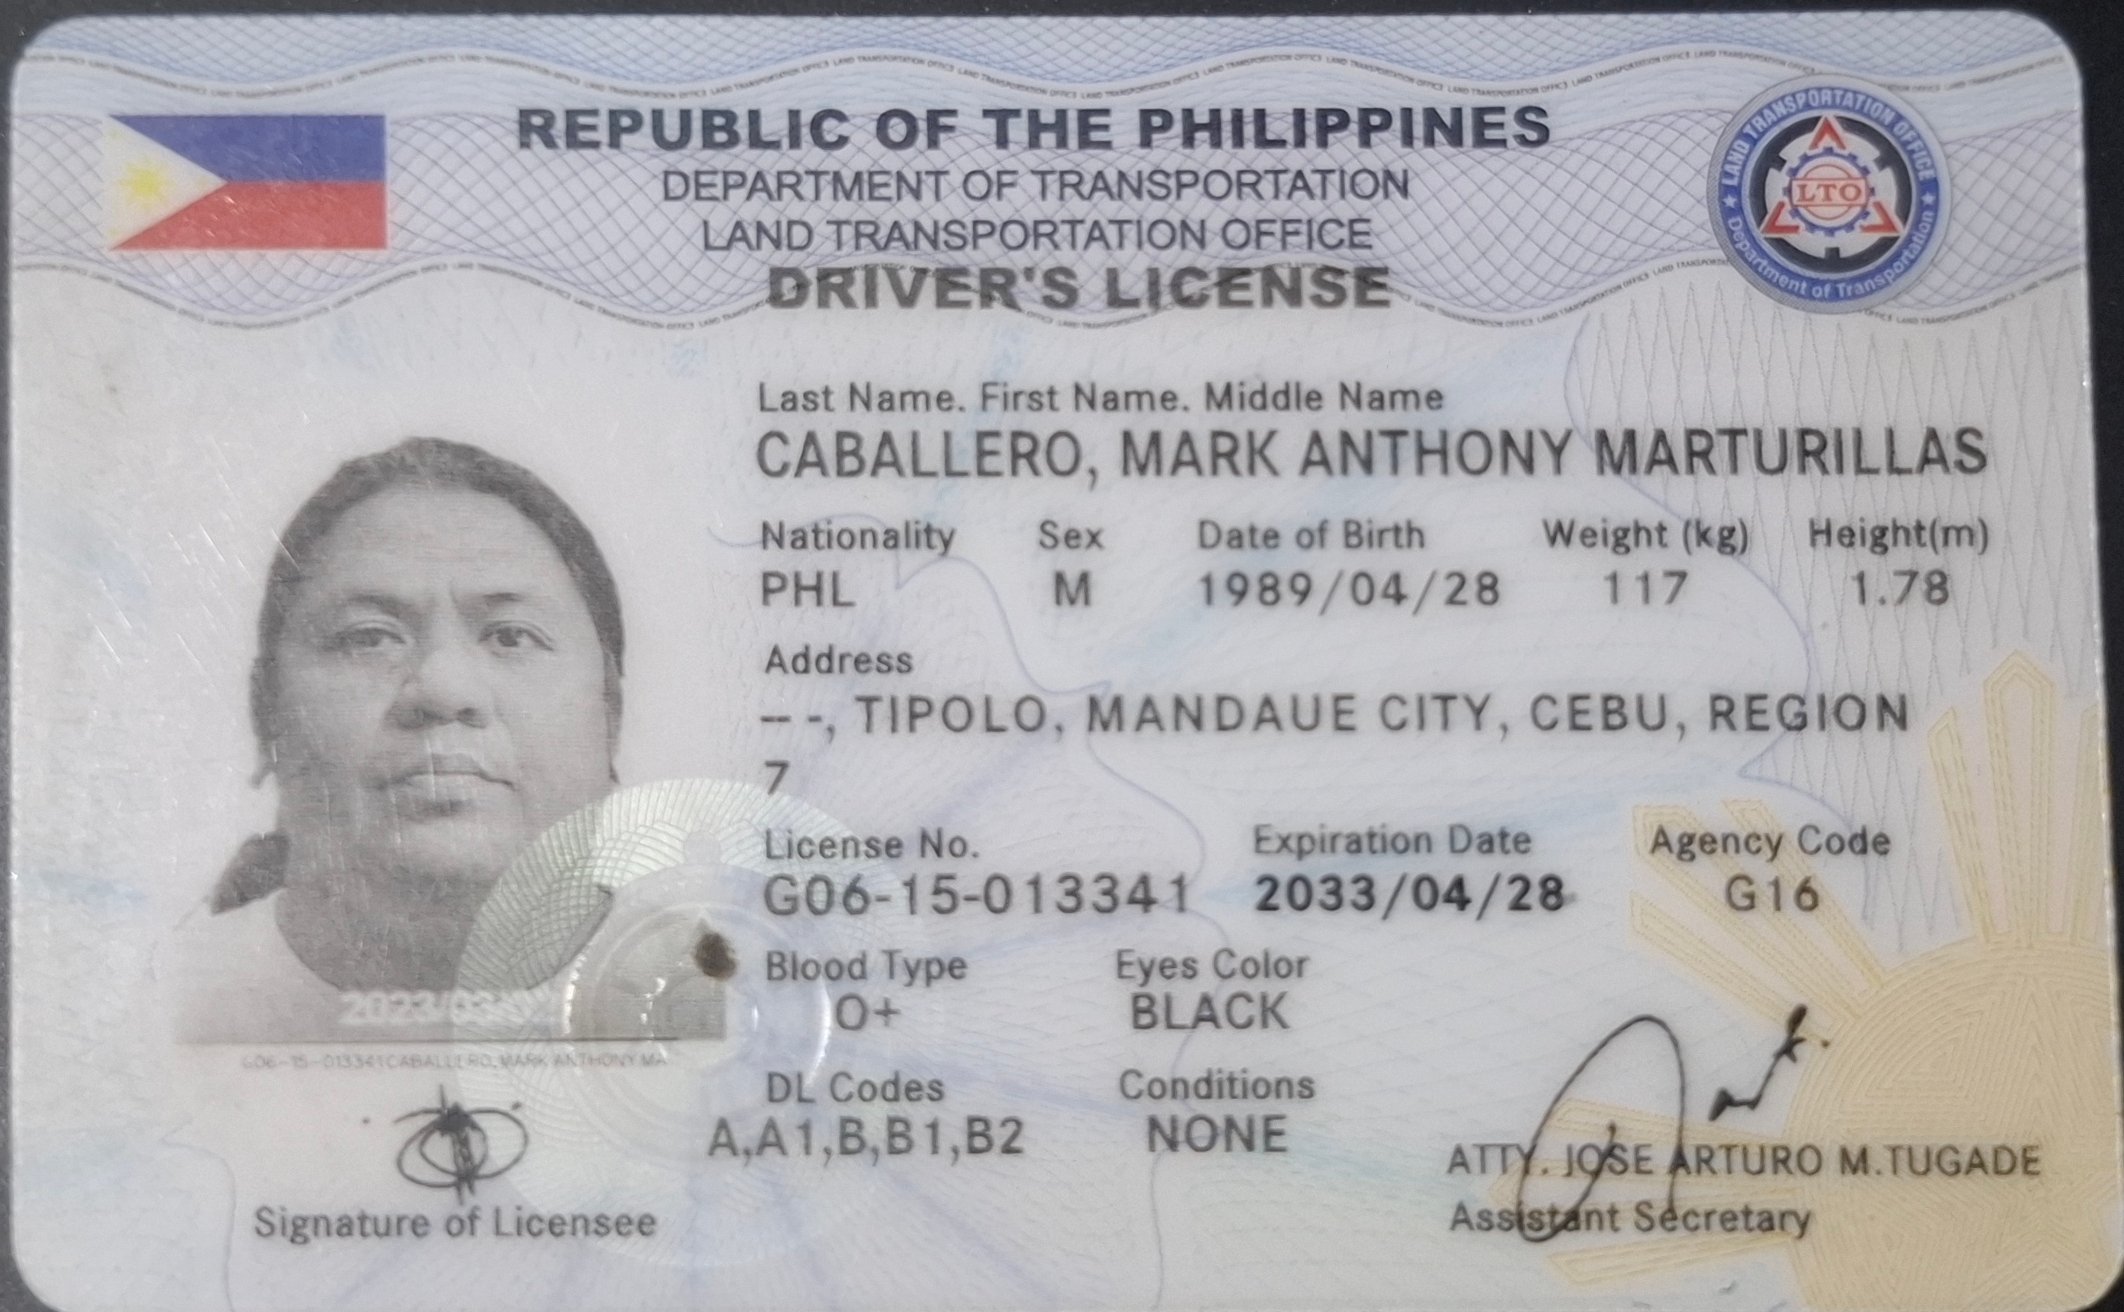 REPUBLIC OF THE PHILIPPINES
DEPARTMENT OF TRANSPORTATION
LAND TRANSPORTATION OFFICE
DRIVER'S LICENSE
LAND TRANSPORTATION OFFICE
LTO
Department of Transportation
Last Name. First Name. Middle Name
CABALLERO, MARK ANTHONY MARTURILLAS
Nationality Sex Date of Birth Weight (kg) Height(m)
PHL M 1989/04/28 117 1.78
Address
-- -, TIPOLO, MANDAUE CITY, CEBU, REGION
7
License No. Expiration Date Agency Code
G06-15-013341 2033/04/28 G16
Blood Type Eyes Color
O+ BLACK
DL Codes Conditions
A,A1,B,B1,B2 NONE
G06-15-013341CABALLERO, MARK ANTHONY MA
Signature of Licensee
ATTY. JOSE ARTURO M.TUGADE
Assistant Secretary